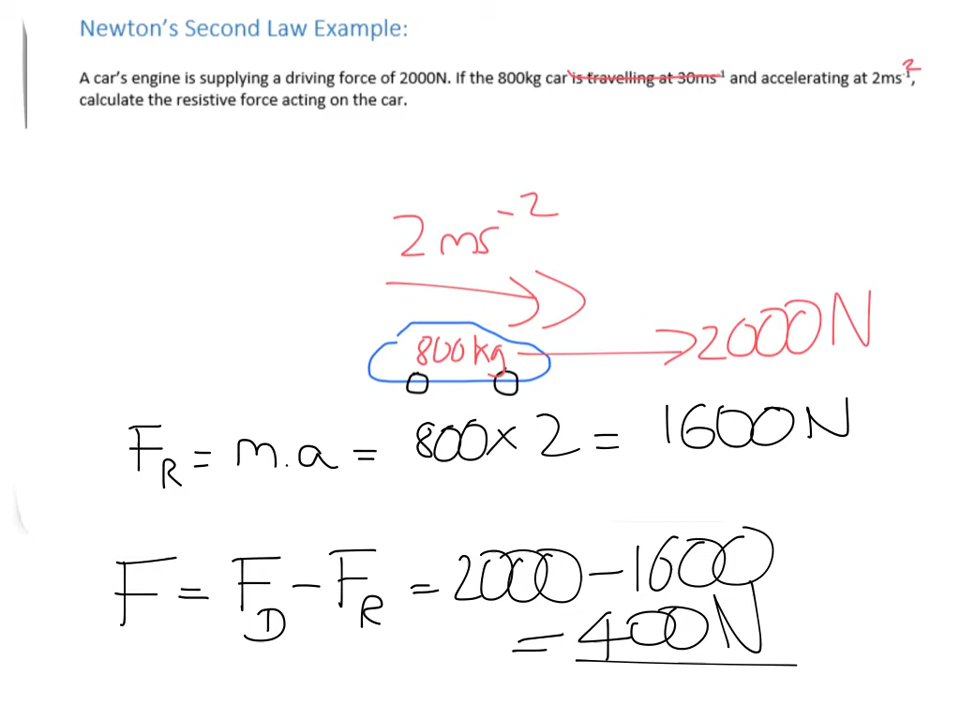 Newton's Second Law Example:
A car's engine is supplying a driving force of 2000N. If the 800kg car is travelling at 30ms⁻¹ and accelerating at 2ms⁻¹, 2
calculate the resistive force acting on the car.
2ms⁻²
800kg 2000N
F_R = m.a = 800 × 2 = 1600N
F = F_D - F_R = 2000 - 1600
= 400N